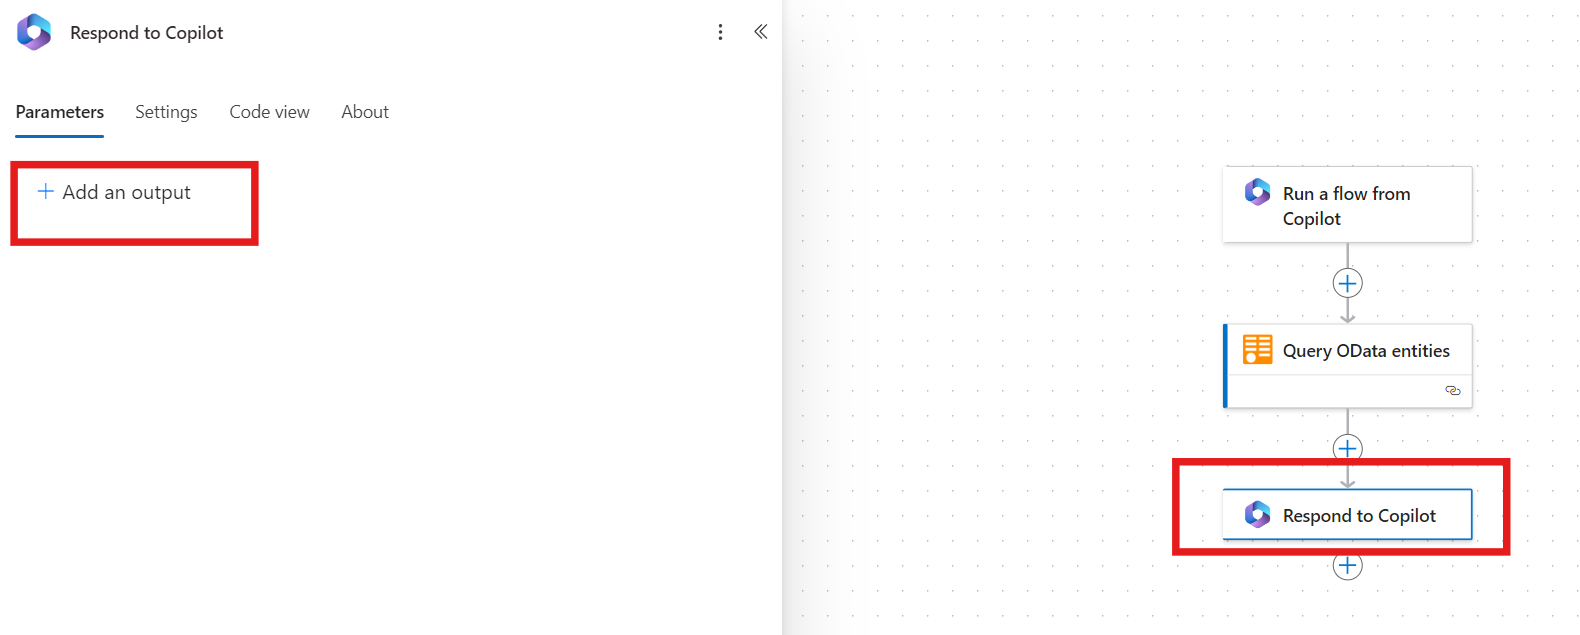 Respond to Copilot
Parameters
Settings
Code view
About
Add an output
Run a flow from
Copilot
Query OData entities
Respond to Copilot